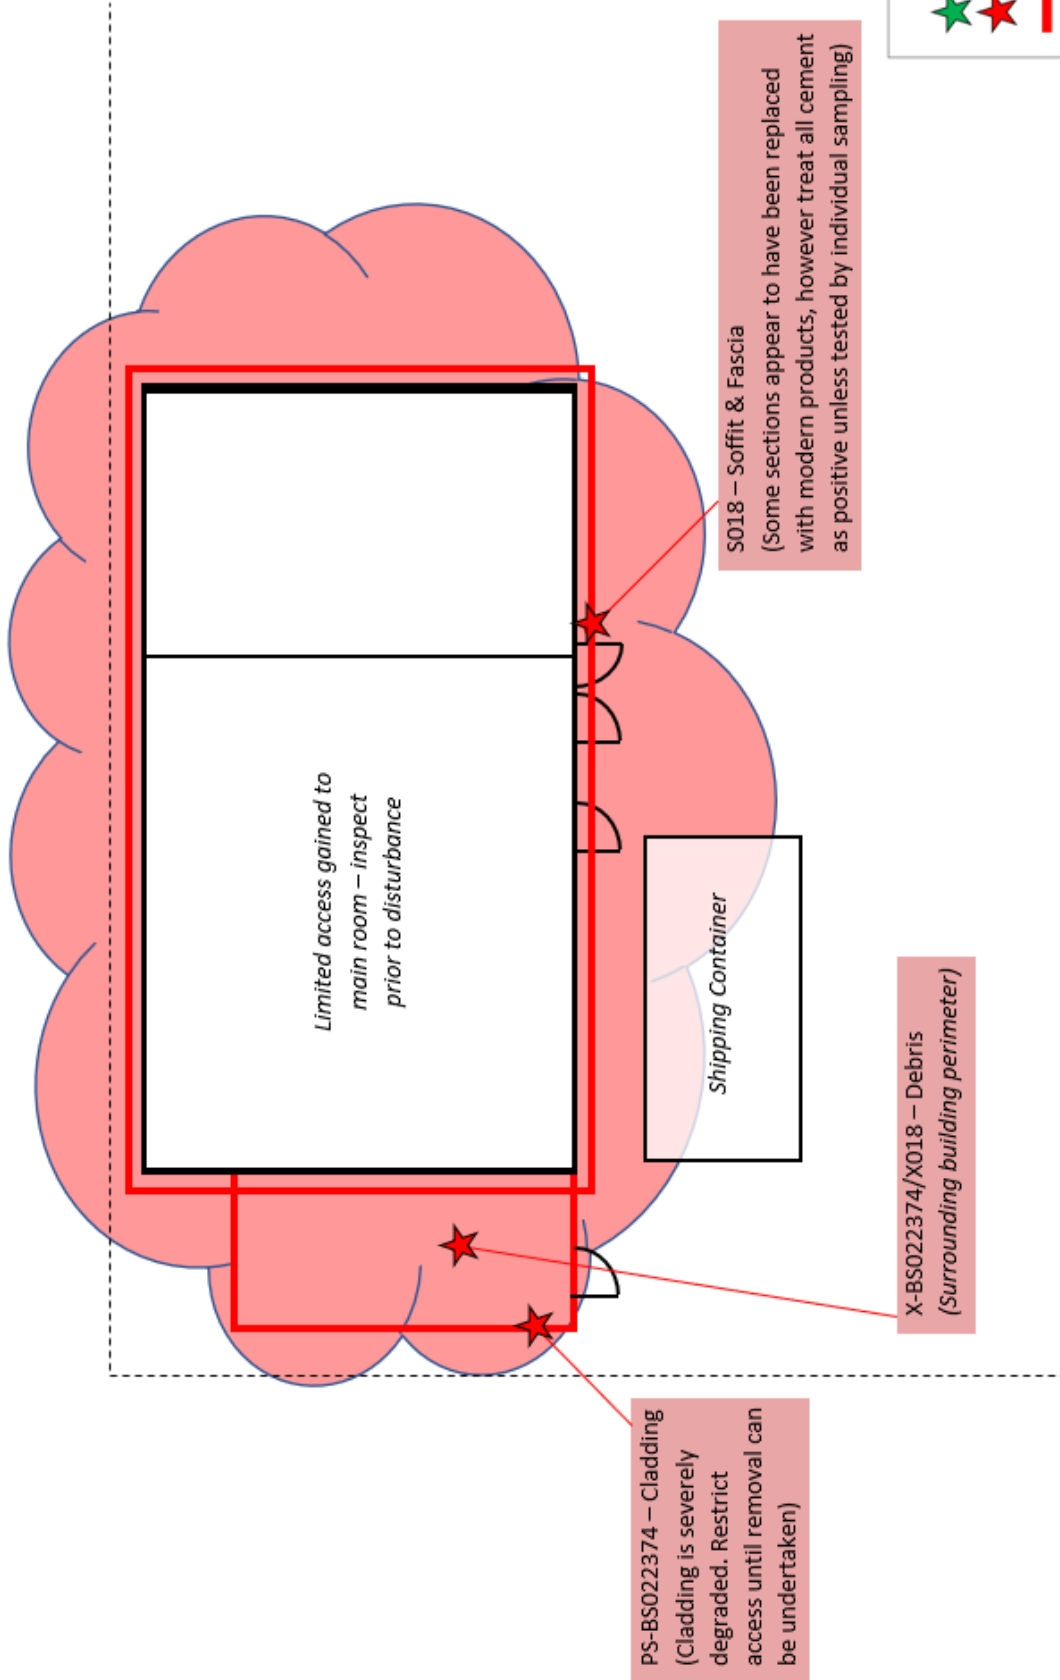 PS-BS022374 – Cladding
(Cladding is severely
degraded. Restrict
access until removal can
be undertaken)
X-BS022374/X018 – Debris
(Surrounding building perimeter)
Limited access gained to
main room – inspect
prior to disturbance
Shipping Container
S018 – Soffit & Fascia
(Some sections appear to have been replaced
with modern products, however treat all cement
as positive unless tested by individual sampling)